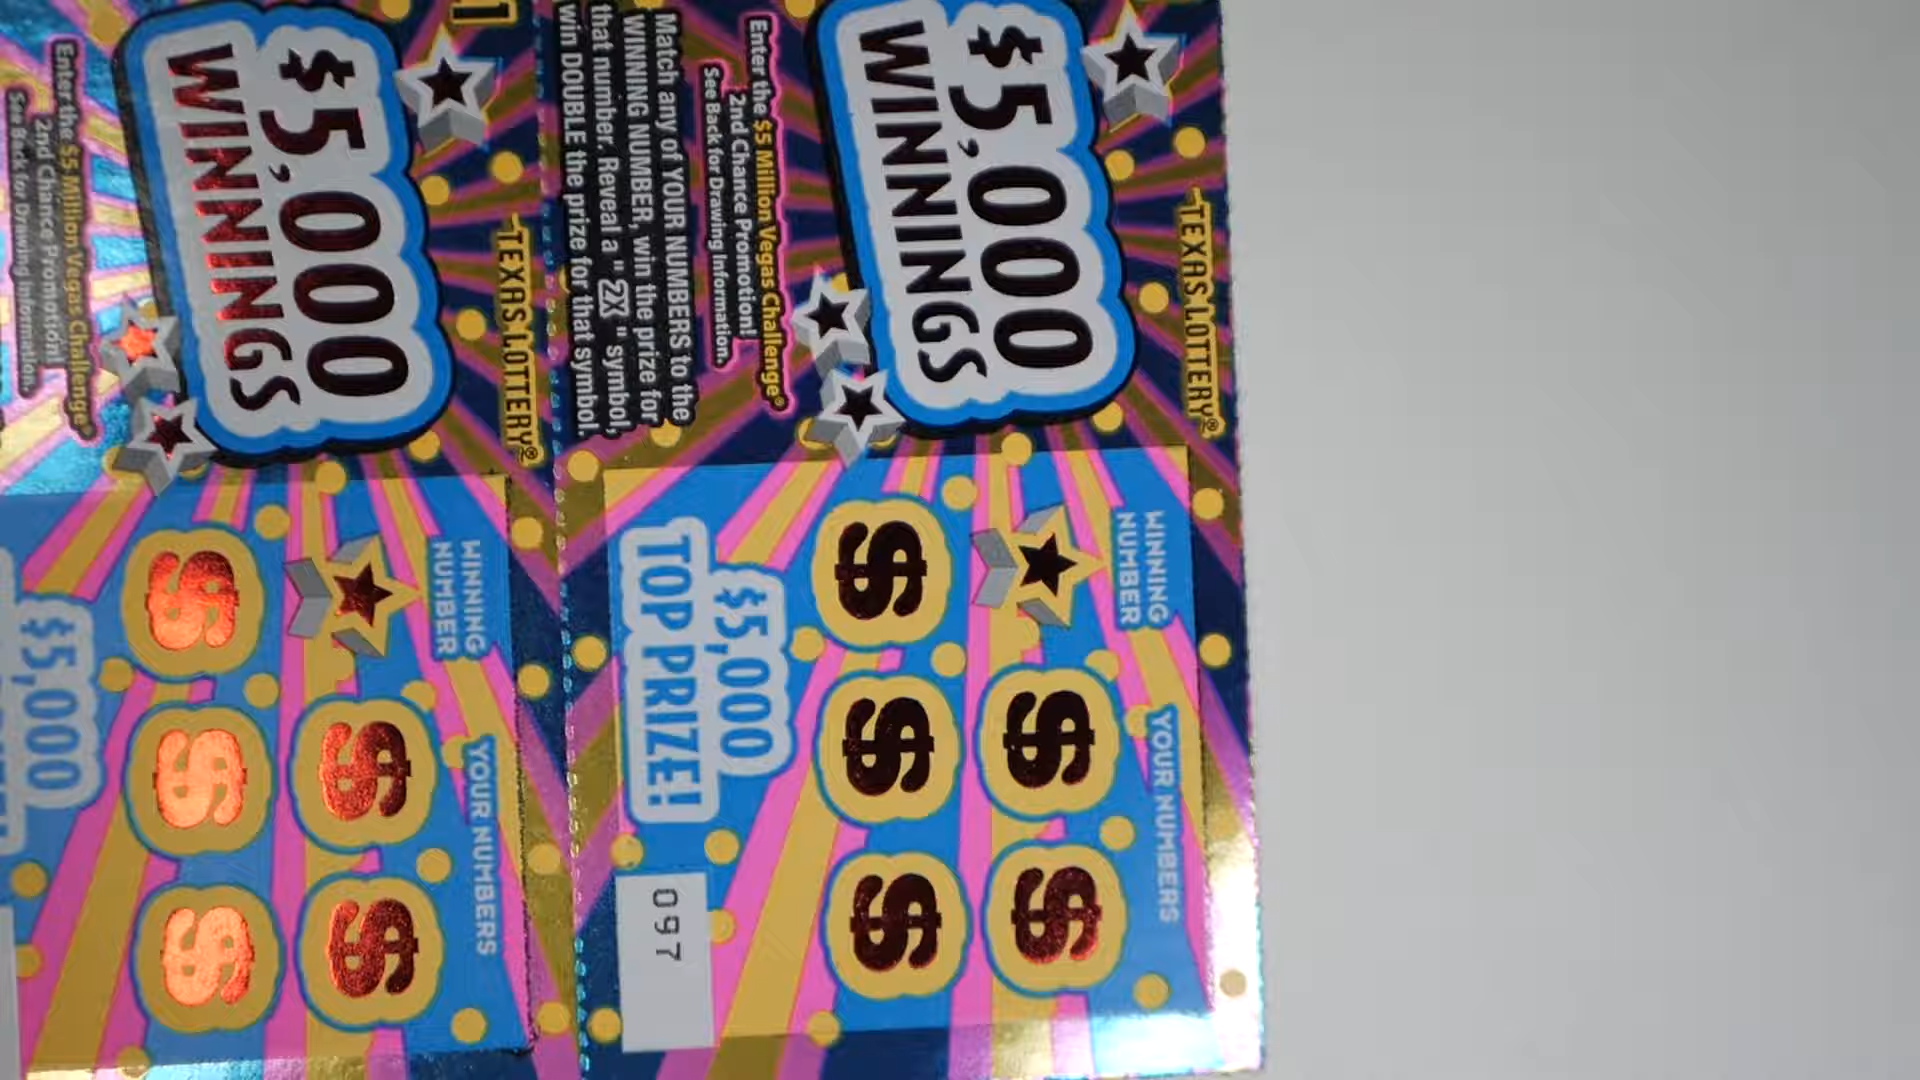 TEXAS LOTTERY®
$5,000
WINNINGS
Enter the $5 Million Vegas Challenge®
2nd Chance Promotion!
See Back for Drawing Information.
Match any of YOUR NUMBERS to the
WINNING NUMBER, win the prize for
that number. Reveal a "2X" symbol,
win DOUBLE the prize for that symbol.
WINNING
NUMBER
YOUR NUMBERS
$
$
$
$
$
$5,000
TOP PRIZE!
097
1
TEXAS LOTTERY®
$5,000
WINNINGS
Enter the $5 Million Vegas Challenge®
2nd Chance Promotion!
See Back for Drawing Information.
WINNING
NUMBER
YOUR NUMBERS
$
$
$
$
$
$5,000